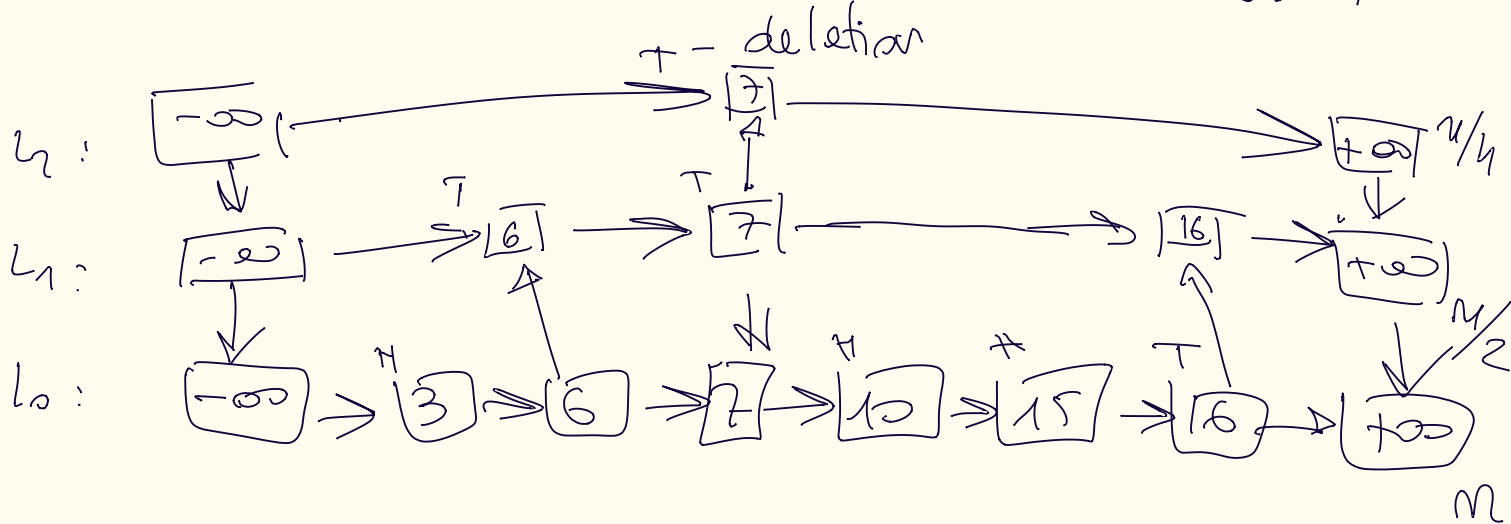 T - deletion
L2: -∞ 7 +∞ n/4
T T
L1: -∞ 6 7 16 +∞ n/2
H H H T
L0: -∞ 3 6 7 10 15 16 +∞
n